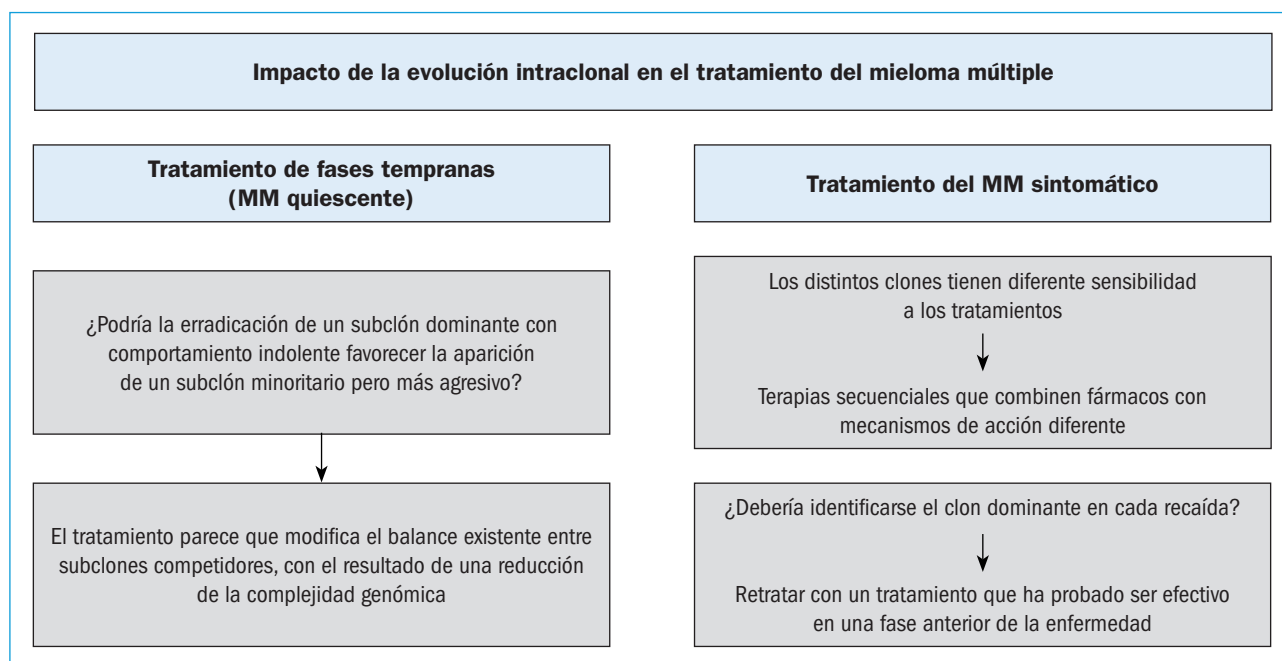 Impacto de la evolución intraclonal en el tratamiento del mieloma múltiple
Tratamiento de fases tempranas
(MM quiescente)
¿Podría la erradicación de un subclón dominante con
comportamiento indolente favorecer la aparición
de un subclón minoritario pero más agresivo?
El tratamiento parece que modifica el balance existente entre
subclones competidores, con el resultado de una reducción
de la complejidad genómica
Tratamiento del MM sintomático
Los distintos clones tienen diferente sensibilidad
a los tratamientos
Terapias secuenciales que combinen fármacos con
mecanismos de acción diferente
¿Debería identificarse el clon dominante en cada recaída?
Retratar con un tratamiento que ha probado ser efectivo
en una fase anterior de la enfermedad